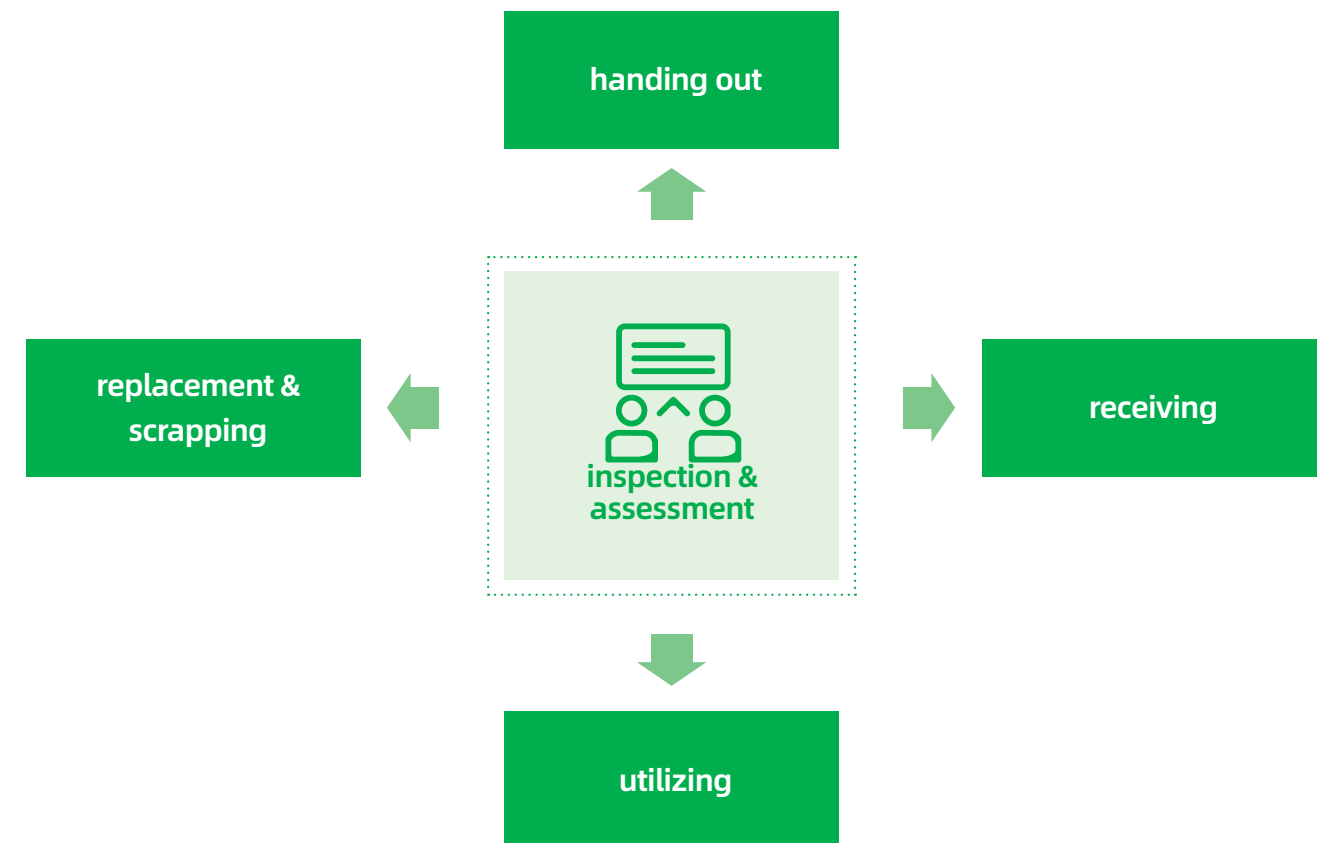 handing out
replacement &
scrapping
inspection &
assessment
receiving
utilizing